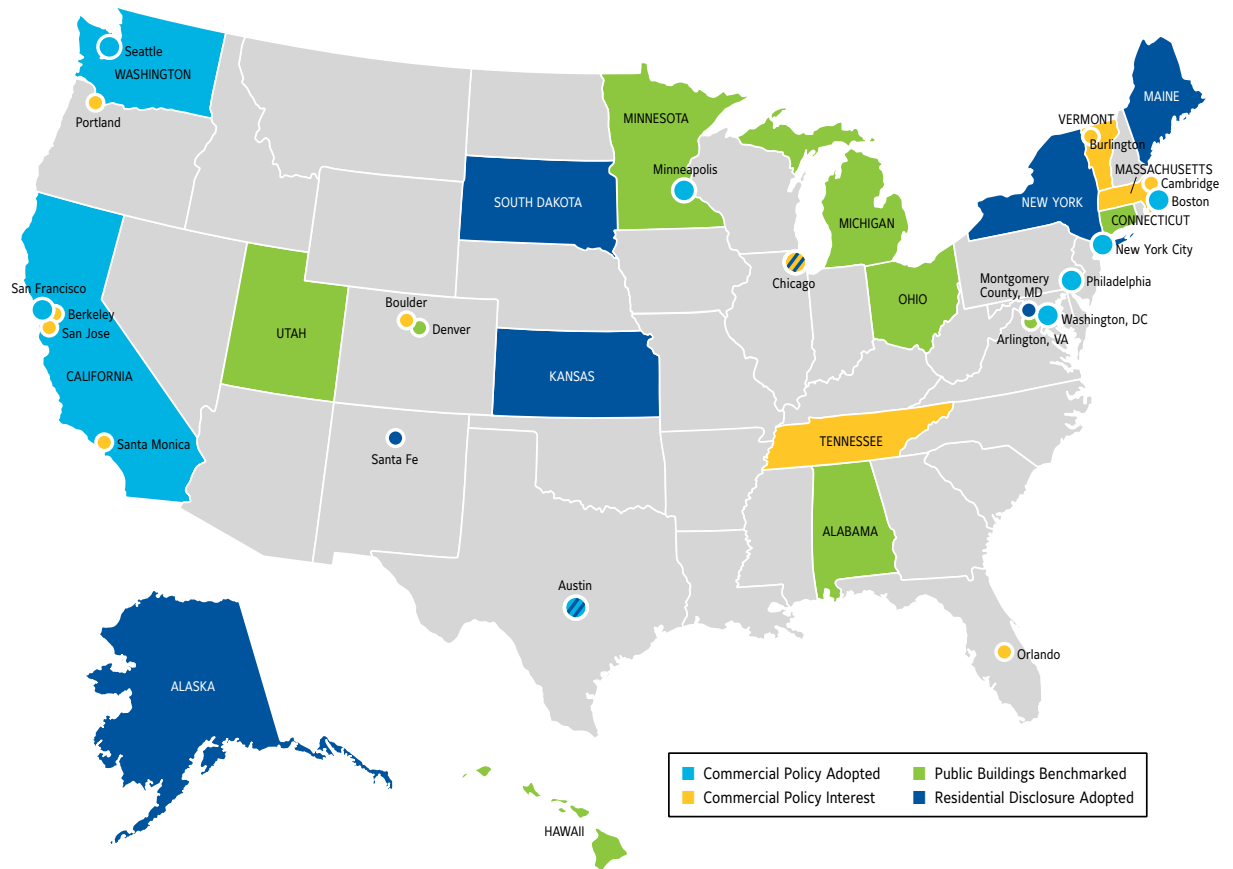 Seattle
WASHINGTON
Portland
MAINE
VERMONT
Burlington
MINNESOTA
Minneapolis
MASSACHUSETTS
Cambridge
Boston
SOUTH DAKOTA
NEW YORK
CONNECTICUT
MICHIGAN
New York City
Chicago
Montgomery
County, MD
Philadelphia
San Francisco
Berkeley
San Jose
Boulder
Denver
OHIO
Washington, DC
Arlington, VA
UTAH
CALIFORNIA
KANSAS
Santa Monica
Santa Fe
TENNESSEE
ALABAMA
Austin
Orlando
ALASKA
HAWAII
Commercial Policy Adopted
Commercial Policy Interest
Public Buildings Benchmarked
Residential Disclosure Adopted